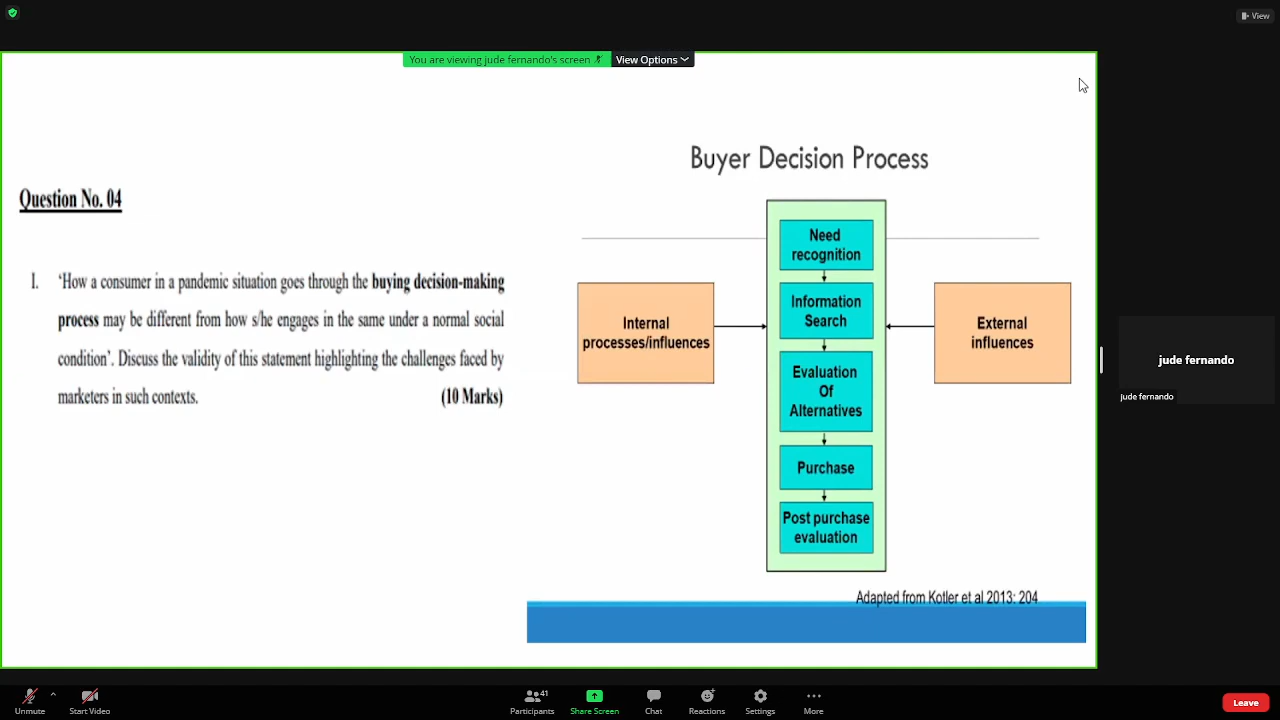 View
You are viewing jude fernando's screen
View Options
Buyer Decision Process
Question No. 04
I. ‘How a consumer in a pandemic situation goes through the buying decision-making
process may be different from how s/he engages in the same under a normal social
condition’. Discuss the validity of this statement highlighting the challenges faced by
marketers in such contexts. (10 Marks)
Need
recognition
Information
Search
Evaluation
Of
Alternatives
Purchase
Post purchase
evaluation
Internal
processes/influences
External
influences
Adapted from Kotler et al 2013: 204
jude fernando
jude fernando
Unmute
Start Video
41
Participants
Share Screen
Chat
Reactions
Settings
More
Leave